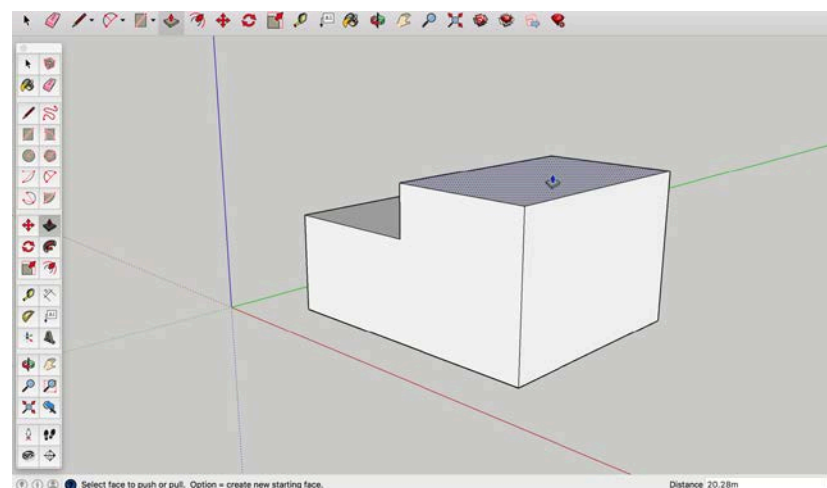 Select face to push or pull. Option = create new starting face.
Distance 20.28m